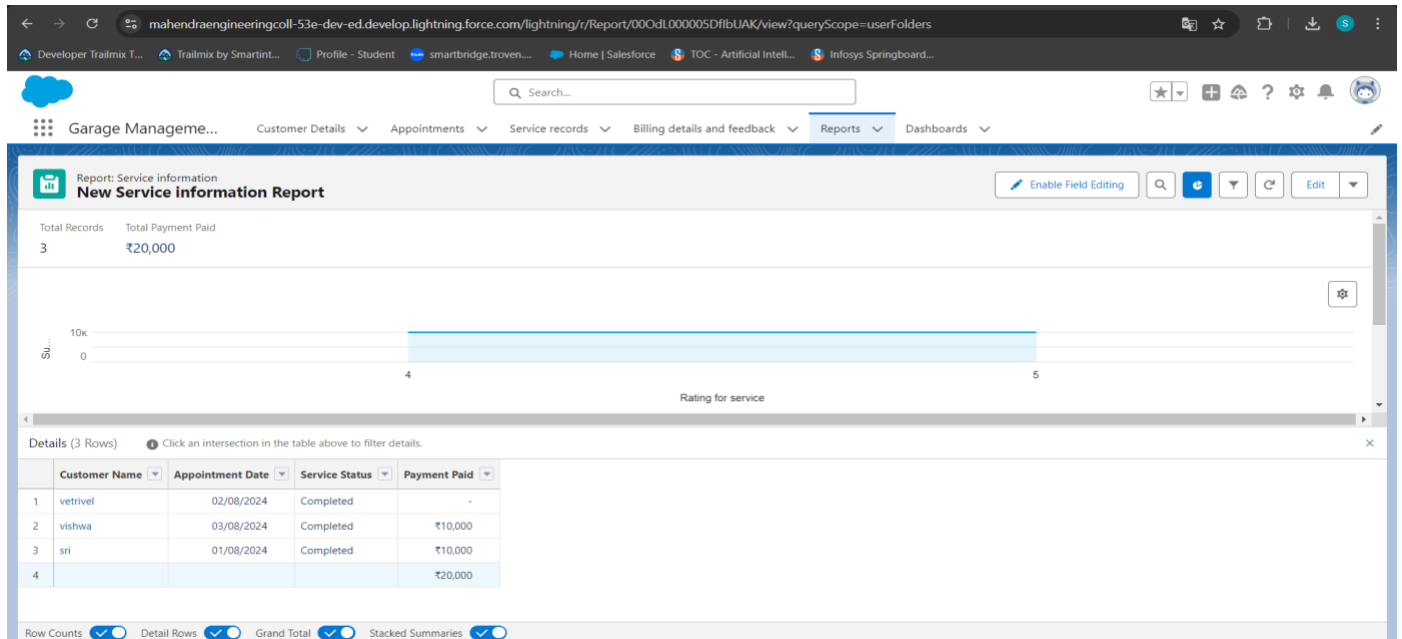 mahendraengineeringcoll-53e-dev-ed.develop.lightning.force.com/lightning/r/Report/00OdL000005DfIbUAK/view?queryScope=userFolders
S
Developer Trailmix T... Trailmix by Smartint... Profile - Student smartbridge.troven.... Home | Salesforce TOC - Artificial Intell... Infosys Springboard...
Search...
Garage Manageme... Customer Details Appointments Service records Billing details and feedback Reports Dashboards
Report: Service information
New Service information Report
Enable Field Editing Edit
Total Records Total Payment Paid
3 ₹20,000
10K
Su...
0
4 5
Rating for service
Details (3 Rows) Click an intersection in the table above to filter details.
Customer Name Appointment Date Service Status Payment Paid
1 vetrivel 02/08/2024 Completed -
2 vishwa 03/08/2024 Completed ₹10,000
3 sri 01/08/2024 Completed ₹10,000
4 ₹20,000
Row Counts Detail Rows Grand Total Stacked Summaries